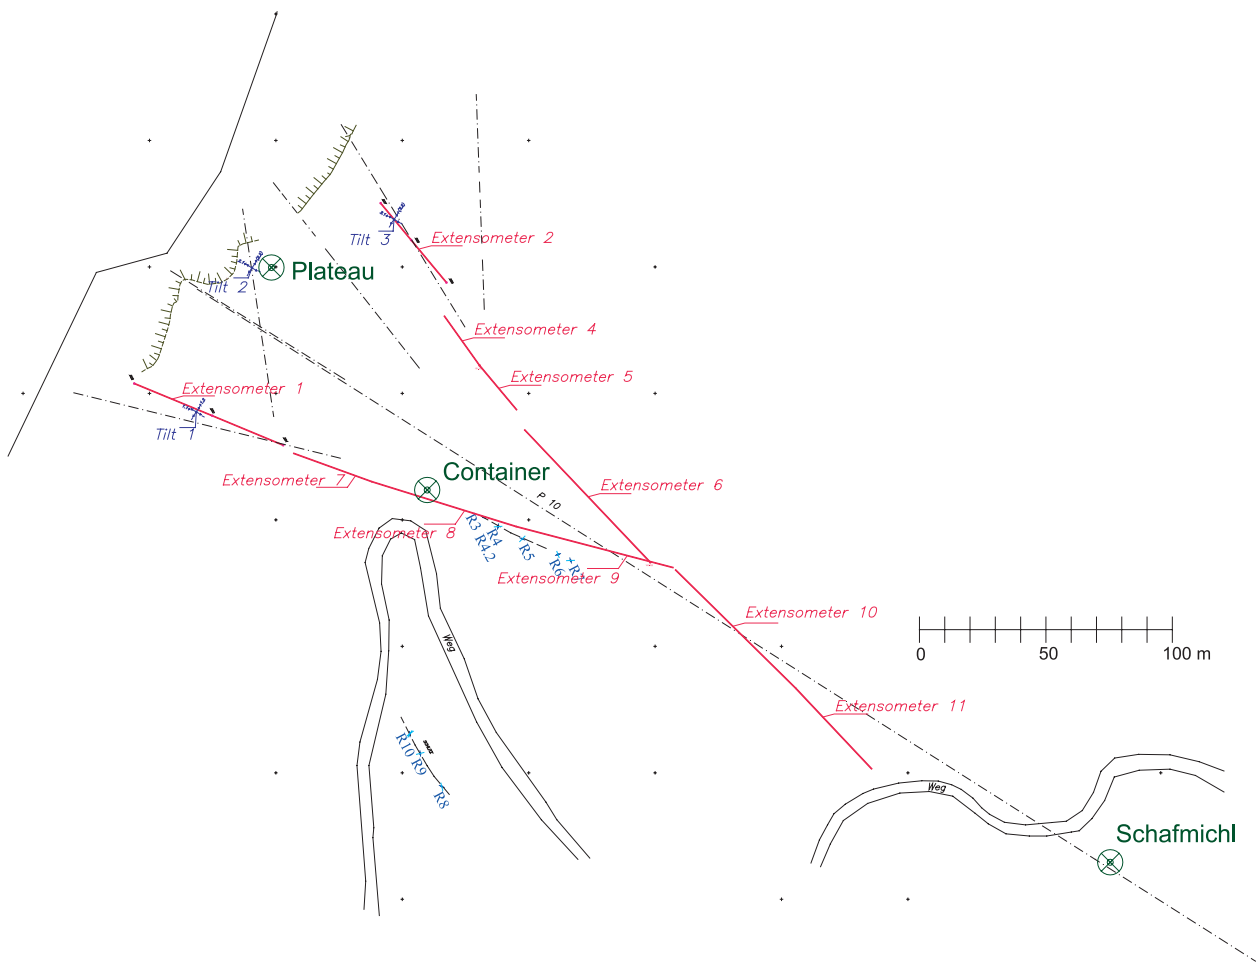 Extensometer 2
Tilt 3
Plateau
Tilt 2
Extensometer 4
Extensometer 5
Extensometer 1
Tilt 1
Container
Extensometer 7
Extensometer 6
P 10
Extensometer 8
R3
R4
R4.2
R5
R6
Extensometer 9
Extensometer 10
Weg
0
50
100 m
Extensometer 11
R10
R9
R8
Weg
Schafmichl